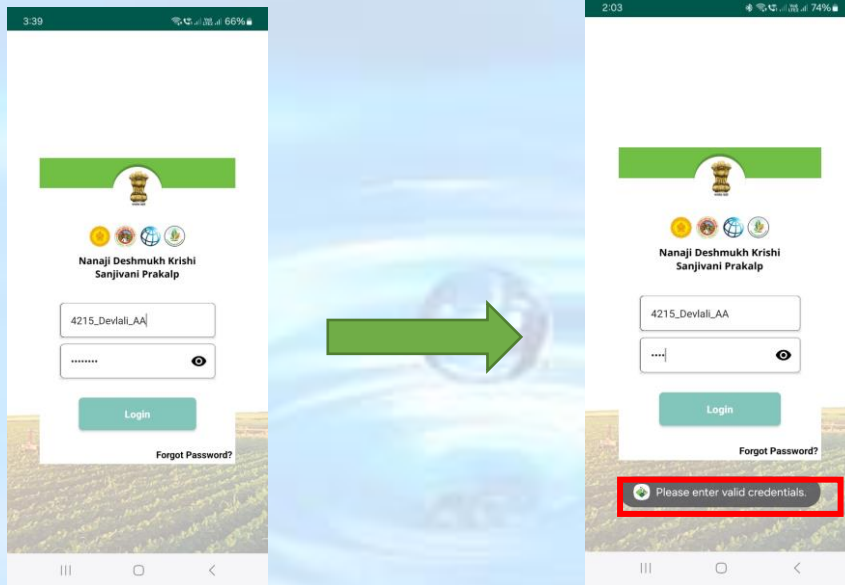 3:39
66%
Nanaji Deshmukh Krishi
Sanjivani Prakalp
4215_Devlali_AA
........
Login
Forgot Password?
2:03
74%
Nanaji Deshmukh Krishi
Sanjivani Prakalp
4215_Devlali_AA
....
Login
Forgot Password?
Please enter valid credentials.